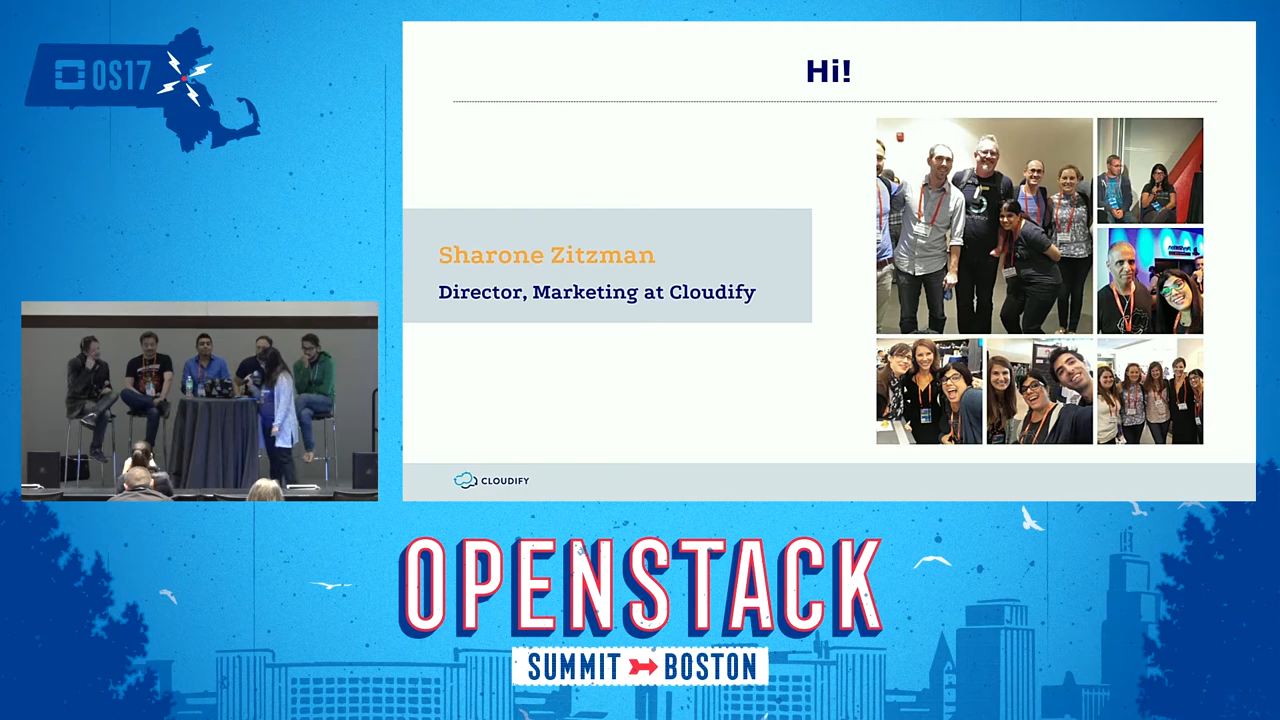 OS17
Hi!
Sharone Zitzman
Director, Marketing at Cloudify
CLOUDIFY
OPENSTACK
SUMMIT BOSTON